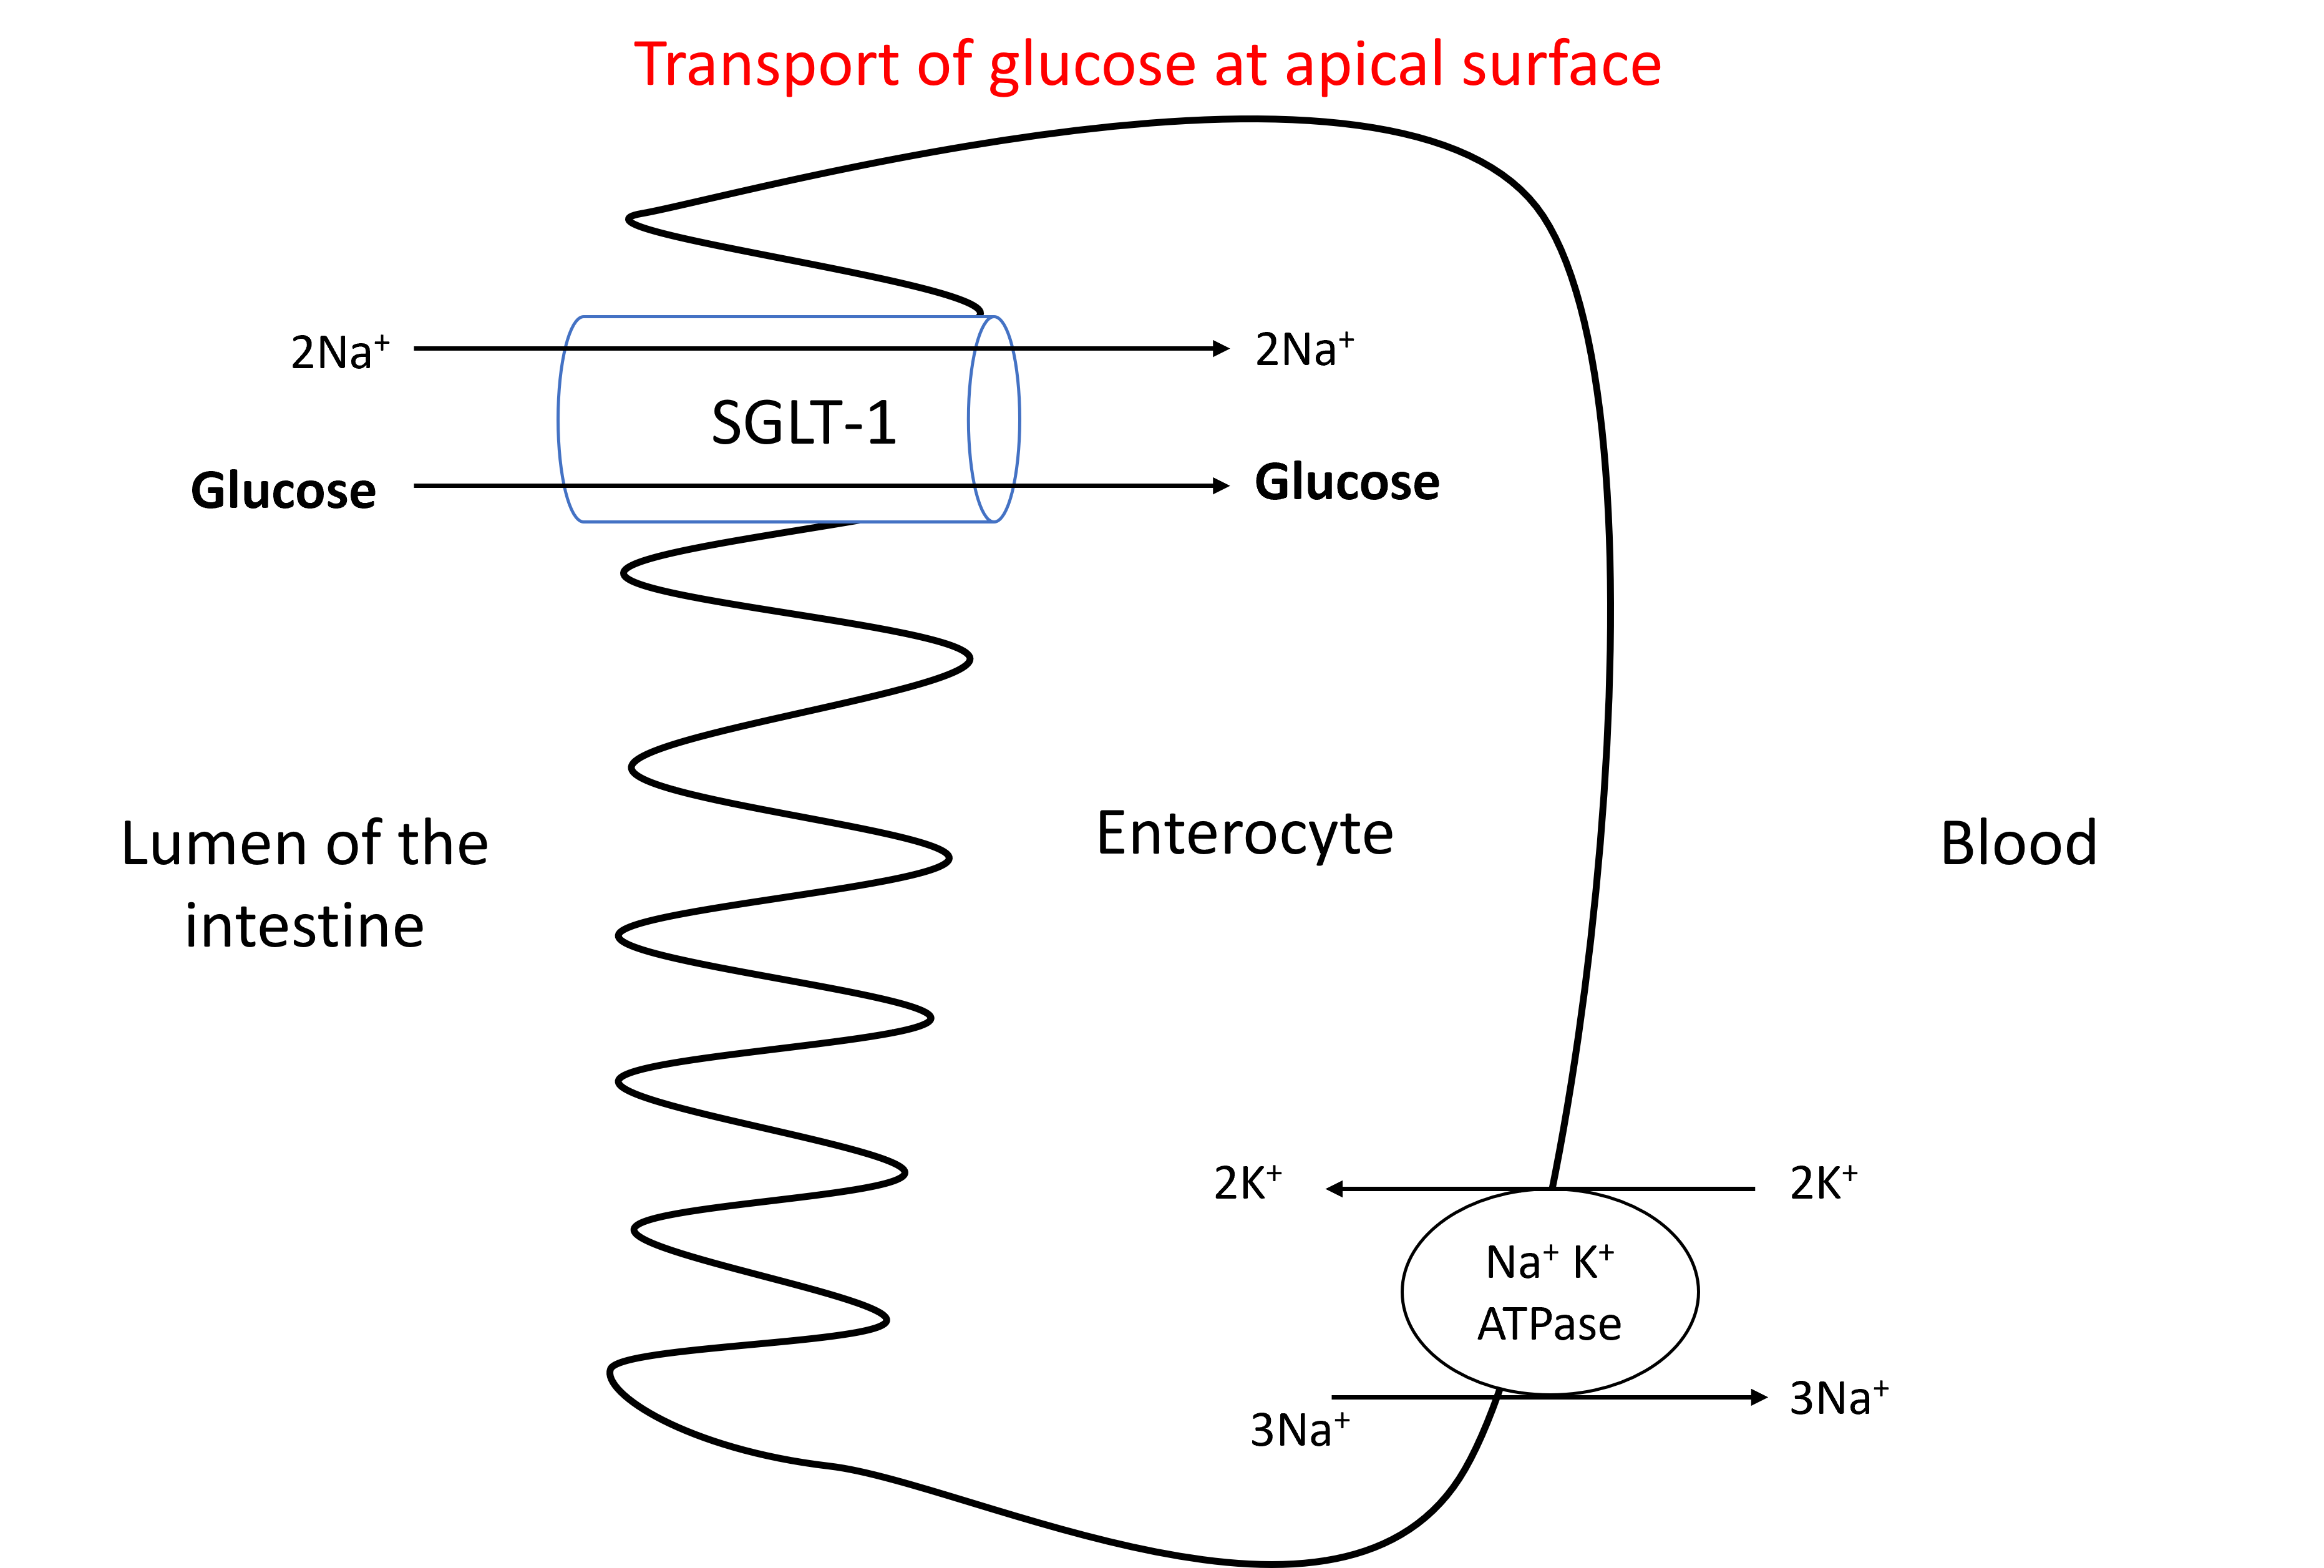 Transport of glucose at apical surface
2Na⁺
2Na⁺
SGLT-1
Glucose
Glucose
Lumen of the
intestine
Enterocyte
Blood
2K⁺
2K⁺
Na⁺ K⁺
ATPase
3Na⁺
3Na⁺